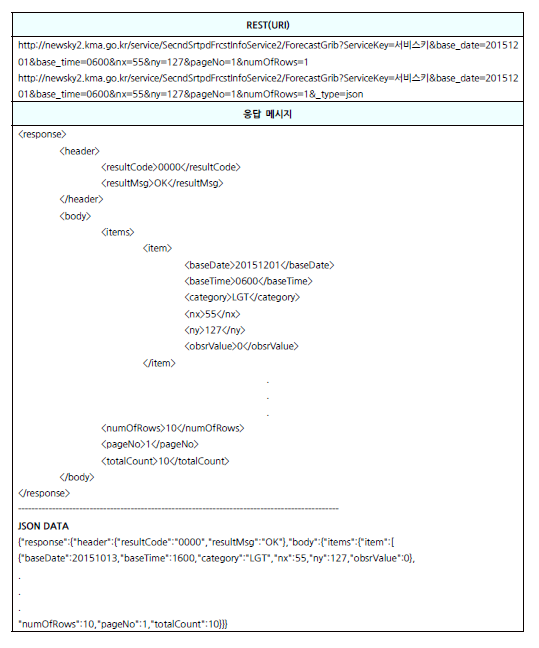 REST(URI)
http://newsky2.kma.go.kr/service/SecndSrtpdFrcstInfoService2/ForecastGrib?ServiceKey=서비스키&base_date=201512
01&base_time=0600&nx=55&ny=127&pageNo=1&numOfRows=1
http://newsky2.kma.go.kr/service/SecndSrtpdFrcstInfoService2/ForecastGrib?ServiceKey=서비스키&base_date=201512
01&base_time=0600&nx=55&ny=127&pageNo=1&numOfRows=1&_type=json
응답 메시지
<response>
<header>
<resultCode>0000</resultCode>
<resultMsg>OK</resultMsg>
</header>
<body>
<items>
<item>
<baseDate>20151201</baseDate>
<baseTime>0600</baseTime>
<category>LGT</category>
<nx>55</nx>
<ny>127</ny>
<obsrValue>0</obsrValue>
</item>
.
.
.
<numOfRows>10</numOfRows>
<pageNo>1</pageNo>
<totalCount>10</totalCount>
</body>
</response>
----------------------------------------------------------------------------------------------
JSON DATA
{"response":{"header":{"resultCode":"0000","resultMsg":"OK"},"body":{"items":{"item":[
{"baseDate":20151013,"baseTime":1600,"category":"LGT","nx":55,"ny":127,"obsrValue":0},
.
.
.
"numOfRows":10,"pageNo":1,"totalCount":10}}}